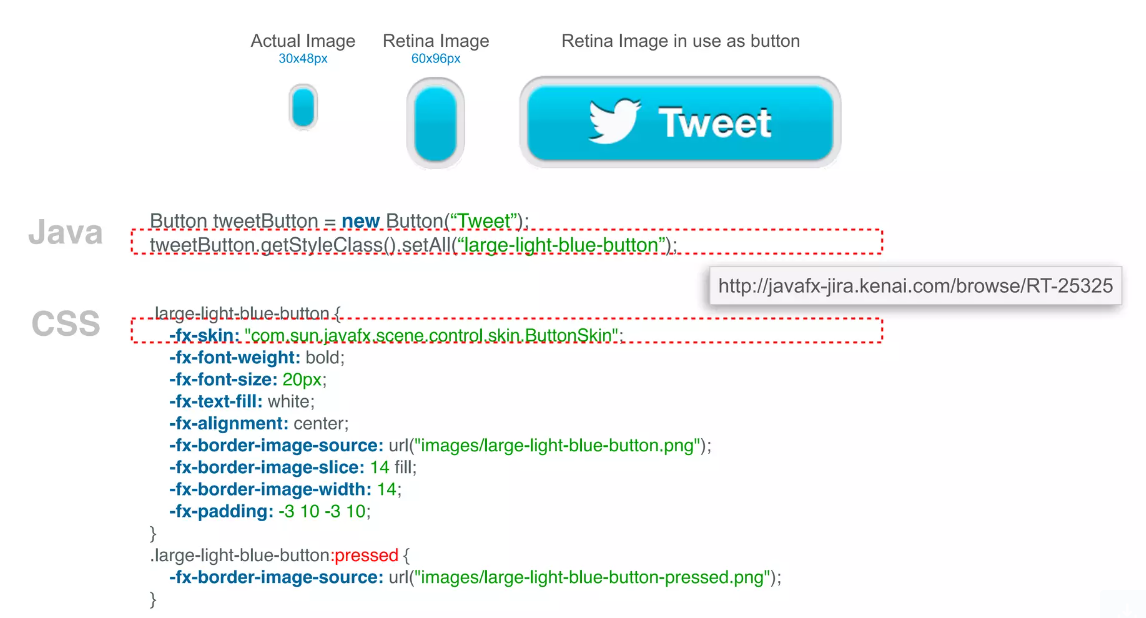 Actual Image Retina Image Retina Image in use as button
30x48px 60x96px
Tweet
Java
Button tweetButton = new Button(“Tweet”);
tweetButton.getStyleClass().setAll(“large-light-blue-button”);
http://javafx-jira.kenai.com/browse/RT-25325
CSS
.large-light-blue-button {
-fx-skin: "com.sun.javafx.scene.control.skin.ButtonSkin";
-fx-font-weight: bold;
-fx-font-size: 20px;
-fx-text-fill: white;
-fx-alignment: center;
-fx-border-image-source: url("images/large-light-blue-button.png");
-fx-border-image-slice: 14 fill;
-fx-border-image-width: 14;
-fx-padding: -3 10 -3 10;
}
.large-light-blue-button:pressed {
-fx-border-image-source: url("images/large-light-blue-button-pressed.png");
}